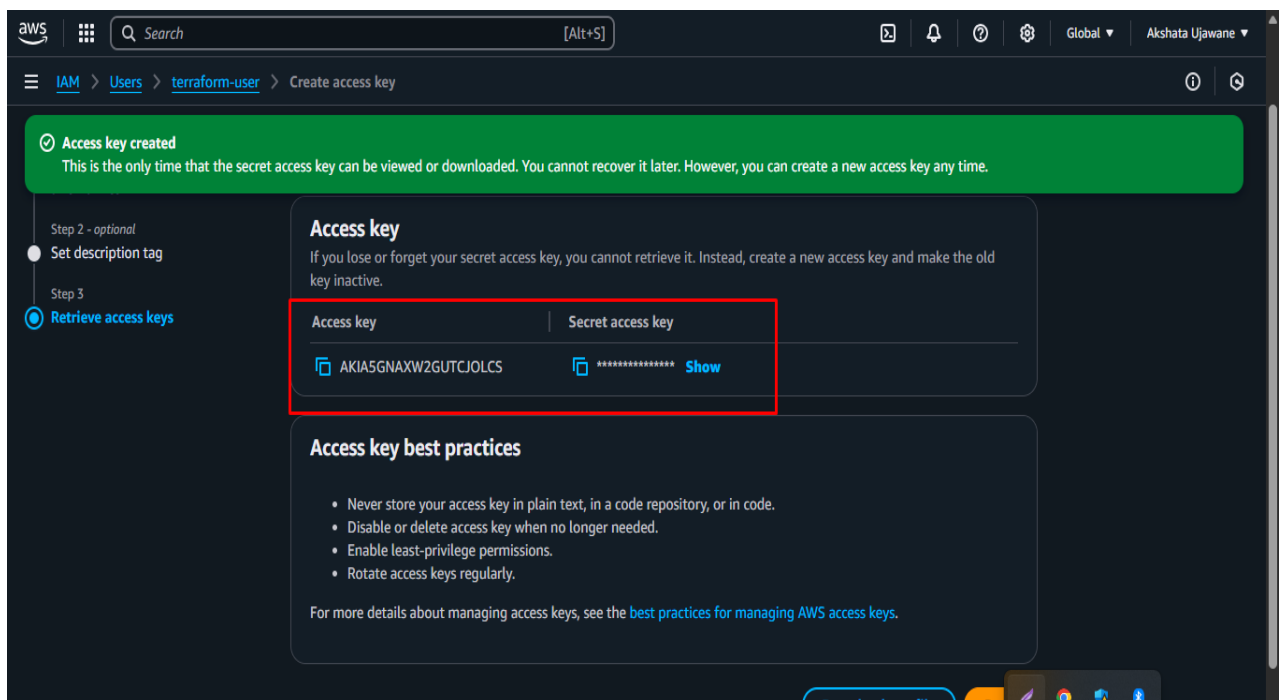 aws
Search [Alt+S] Global ▼ Akshata Ujawane ▼
IAM > Users > terraform-user > Create access key
Access key created
This is the only time that the secret access key can be viewed or downloaded. You cannot recover it later. However, you can create a new access key any time.
Step 2 - optional
Set description tag
Step 3
Retrieve access keys
Access key
If you lose or forget your secret access key, you cannot retrieve it. Instead, create a new access key and make the old
key inactive.
Access key Secret access key
AKIA5GNAXW2GUTCJOLCS *************** Show
Access key best practices
• Never store your access key in plain text, in a code repository, or in code.
• Disable or delete access key when no longer needed.
• Enable least-privilege permissions.
• Rotate access keys regularly.
For more details about managing access keys, see the best practices for managing AWS access keys.